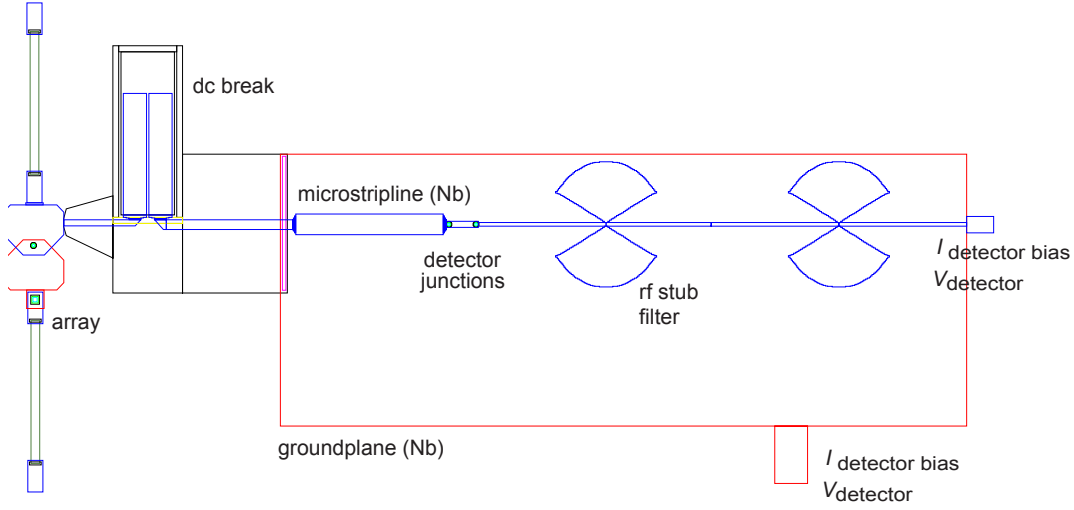 dc break
microstripline (Nb)
detector
junctions
rf stub
filter
I detector bias
Vdetector
array
groundplane (Nb)
I detector bias
Vdetector